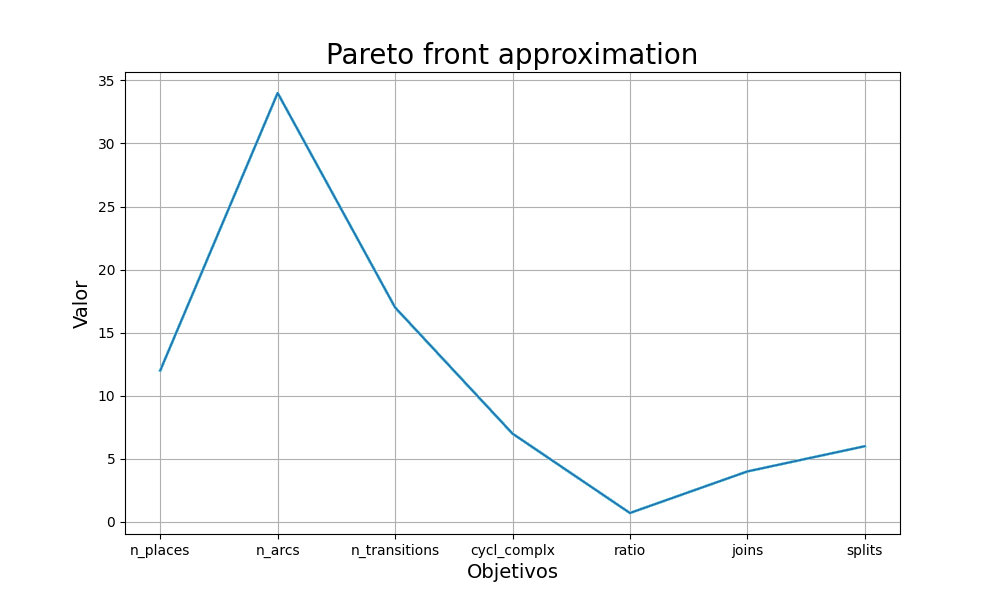 Pareto front approximation
35
30
25
20
15
10
5
0
Valor
n_places n_arcs n_transitions cycl_complx ratio joins splits
Objetivos